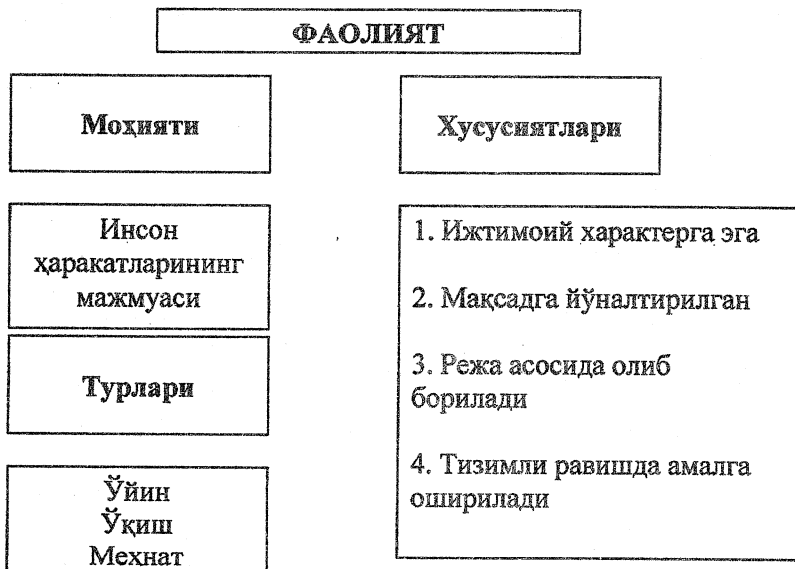 ФАОЛИЯТ
Моҳияти
Хусусиятлари
Инсон
ҳаракатларининг
мажмуаси
Турлари
Ўйин
Ўқиш
Меҳнат
1. Ижтимоий характерга эга
2. Мақсадга йўналтирилган
3. Режа асосида олиб
борилади
4. Тизимли равишда амалга
оширилади